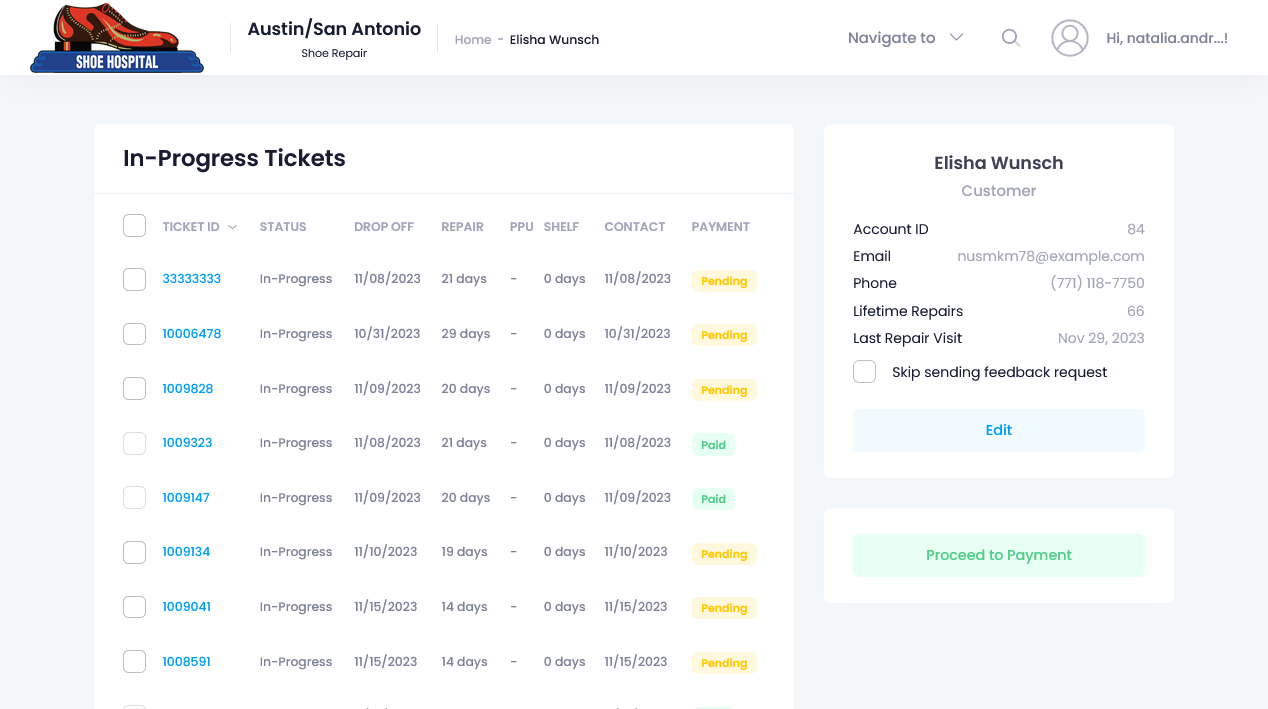 SHOE HOSPITAL
Austin/San Antonio
Shoe Repair
Home - Elisha Wunsch
Navigate to
Hi, natalia.andr...!
In-Progress Tickets
TICKET ID STATUS DROP OFF REPAIR PPU SHELF CONTACT PAYMENT
33333333 In-Progress 11/08/2023 21 days - 0 days 11/08/2023 Pending
10006478 In-Progress 10/31/2023 29 days - 0 days 10/31/2023 Pending
1009828 In-Progress 11/09/2023 20 days - 0 days 11/09/2023 Pending
1009323 In-Progress 11/08/2023 21 days - 0 days 11/08/2023 Paid
1009147 In-Progress 11/09/2023 20 days - 0 days 11/09/2023 Paid
1009134 In-Progress 11/10/2023 19 days - 0 days 11/10/2023 Pending
1009041 In-Progress 11/15/2023 14 days - 0 days 11/15/2023 Pending
1008591 In-Progress 11/15/2023 14 days - 0 days 11/15/2023 Pending
Elisha Wunsch
Customer
Account ID 84
Email nusmkm78@example.com
Phone (771) 118-7750
Lifetime Repairs 66
Last Repair Visit Nov 29, 2023
Skip sending feedback request
Edit
Proceed to Payment